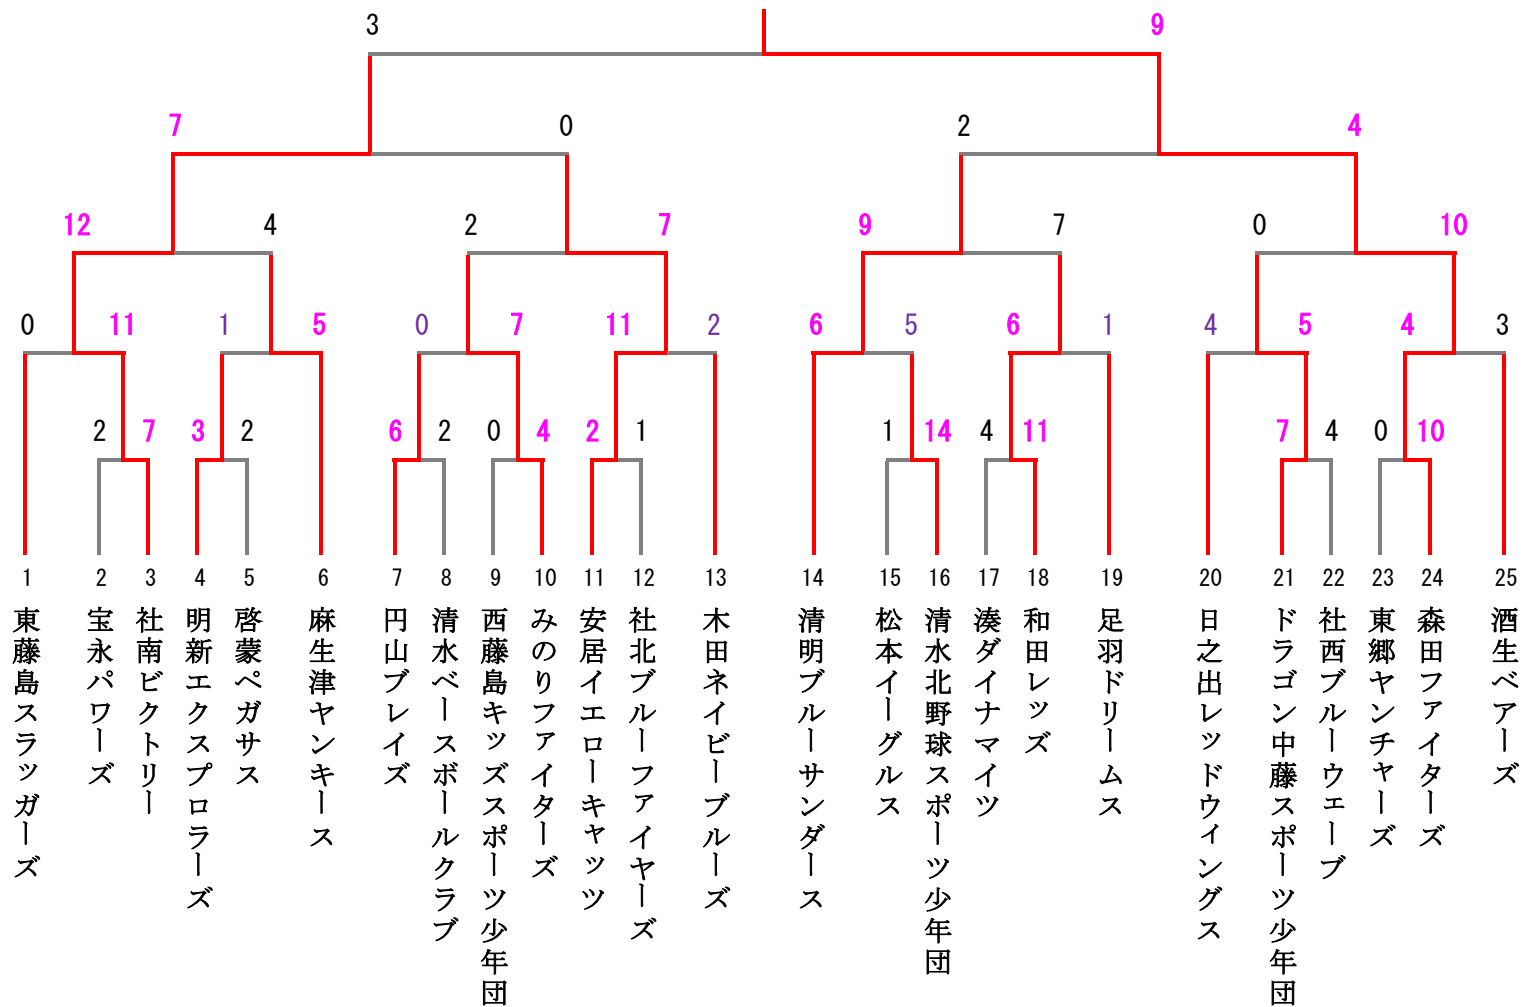 3 9
7 0 2 4
12 4 2 7 9 7 0 10
0 11 1 5 0 7 11 2 6 5 6 1 4 5 4 3
2 7 3 2 6 2 0 4 2 1 1 14 4 11 7 4 0 10
1 2 3 4 5 6 7 8 9 10 11 12 13 14 15 16 17 18 19 20 21 22 23 24 25
東藤島スラッガーズ
宝永パワーズ
社南ビクトリー
明新エクスプロラーズ
啓蒙ペガサス
麻生津ヤンキース
円山ブレイズ
清水ベースボールクラブ
西藤島キッズスポーツ少年団
みのりファイターズ
安居イエローキャッツ
社北ブルーファイヤーズ
木田ネイビーブルーズ
清明ブルーサンダース
松本イーグルス
清水北野球スポーツ少年団
湊ダイナマイツ
和田レッズ
足羽ドリームス
日之出レッドウィングス
ドラゴン中藤スポーツ少年団
社西ブルーウェーブ
東郷ヤンチャーズ
森田ファイターズ
酒生ベアーズ